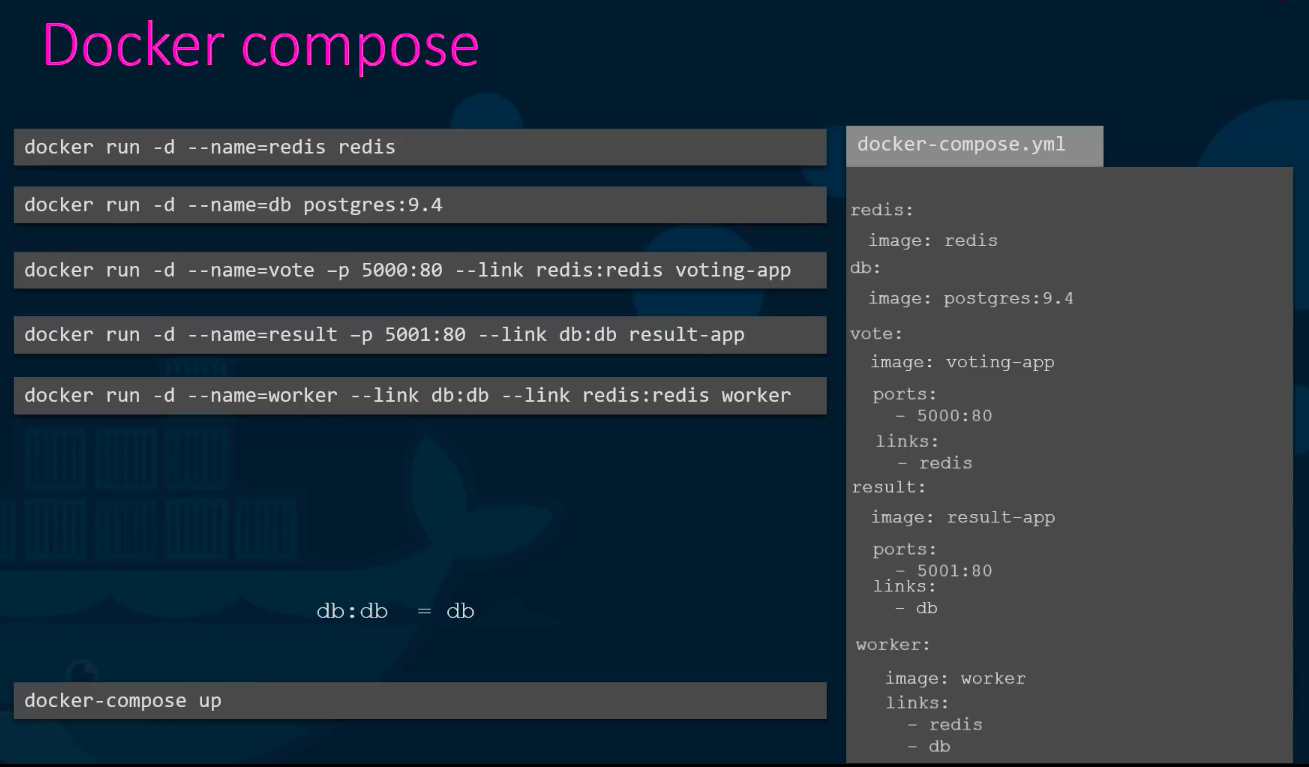 Docker compose
docker run -d --name=redis redis
docker run -d --name=db postgres:9.4
docker run -d --name=vote –p 5000:80 --link redis:redis voting-app
docker run -d --name=result –p 5001:80 --link db:db result-app
docker run -d --name=worker --link db:db --link redis:redis worker
db:db = db
docker-compose up
docker-compose.yml
redis:
image: redis
db:
image: postgres:9.4
vote:
image: voting-app
ports:
- 5000:80
links:
- redis
result:
image: result-app
ports:
- 5001:80
links:
- db
worker:
image: worker
links:
- redis
- db